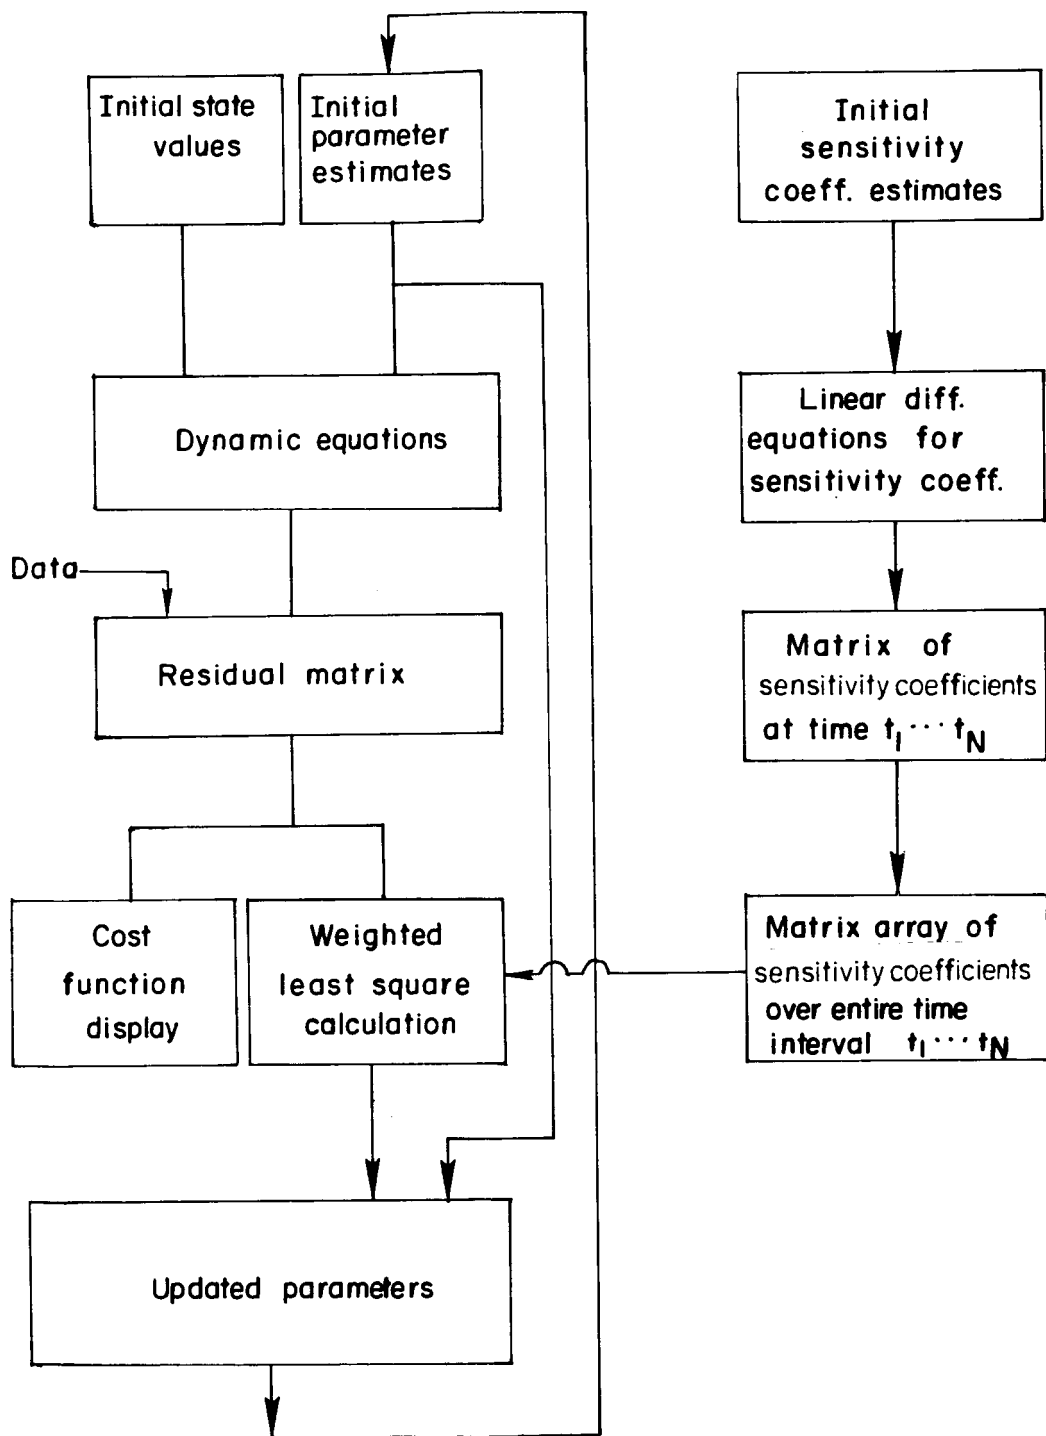 Initial state
values
Initial
parameter
estimates
Initial
sensitivity
coeff. estimates
Dynamic equations
Linear diff.
equations for
sensitivity coeff.
Data
Residual matrix
Matrix of
sensitivity coefficients
at time t₁ ··· t_N
Cost
function
display
Weighted
least square
calculation
Matrix array of
sensitivity coefficients
over entire time
interval t₁ ··· t_N
Updated parameters